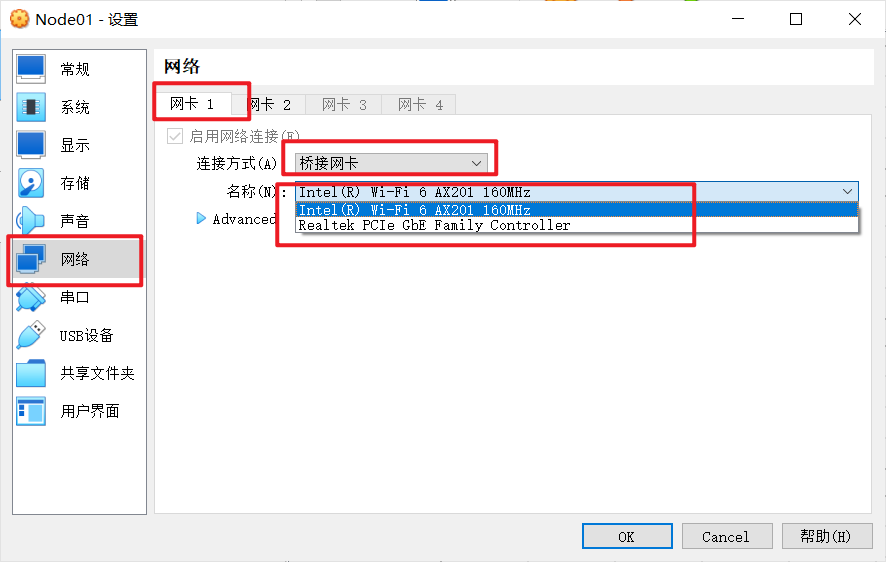 Node01 - 设置
常规
系统
显示
存储
声音
网络
串口
USB设备
共享文件夹
用户界面
网络
网卡 1 网卡 2 网卡 3 网卡 4
启用网络连接(E)
连接方式(A) 桥接网卡
名称(N): Intel(R) Wi-Fi 6 AX201 160MHz
Intel(R) Wi-Fi 6 AX201 160MHz
Advanced Realtek PCIe GbE Family Controller
OK Cancel 帮助(H)